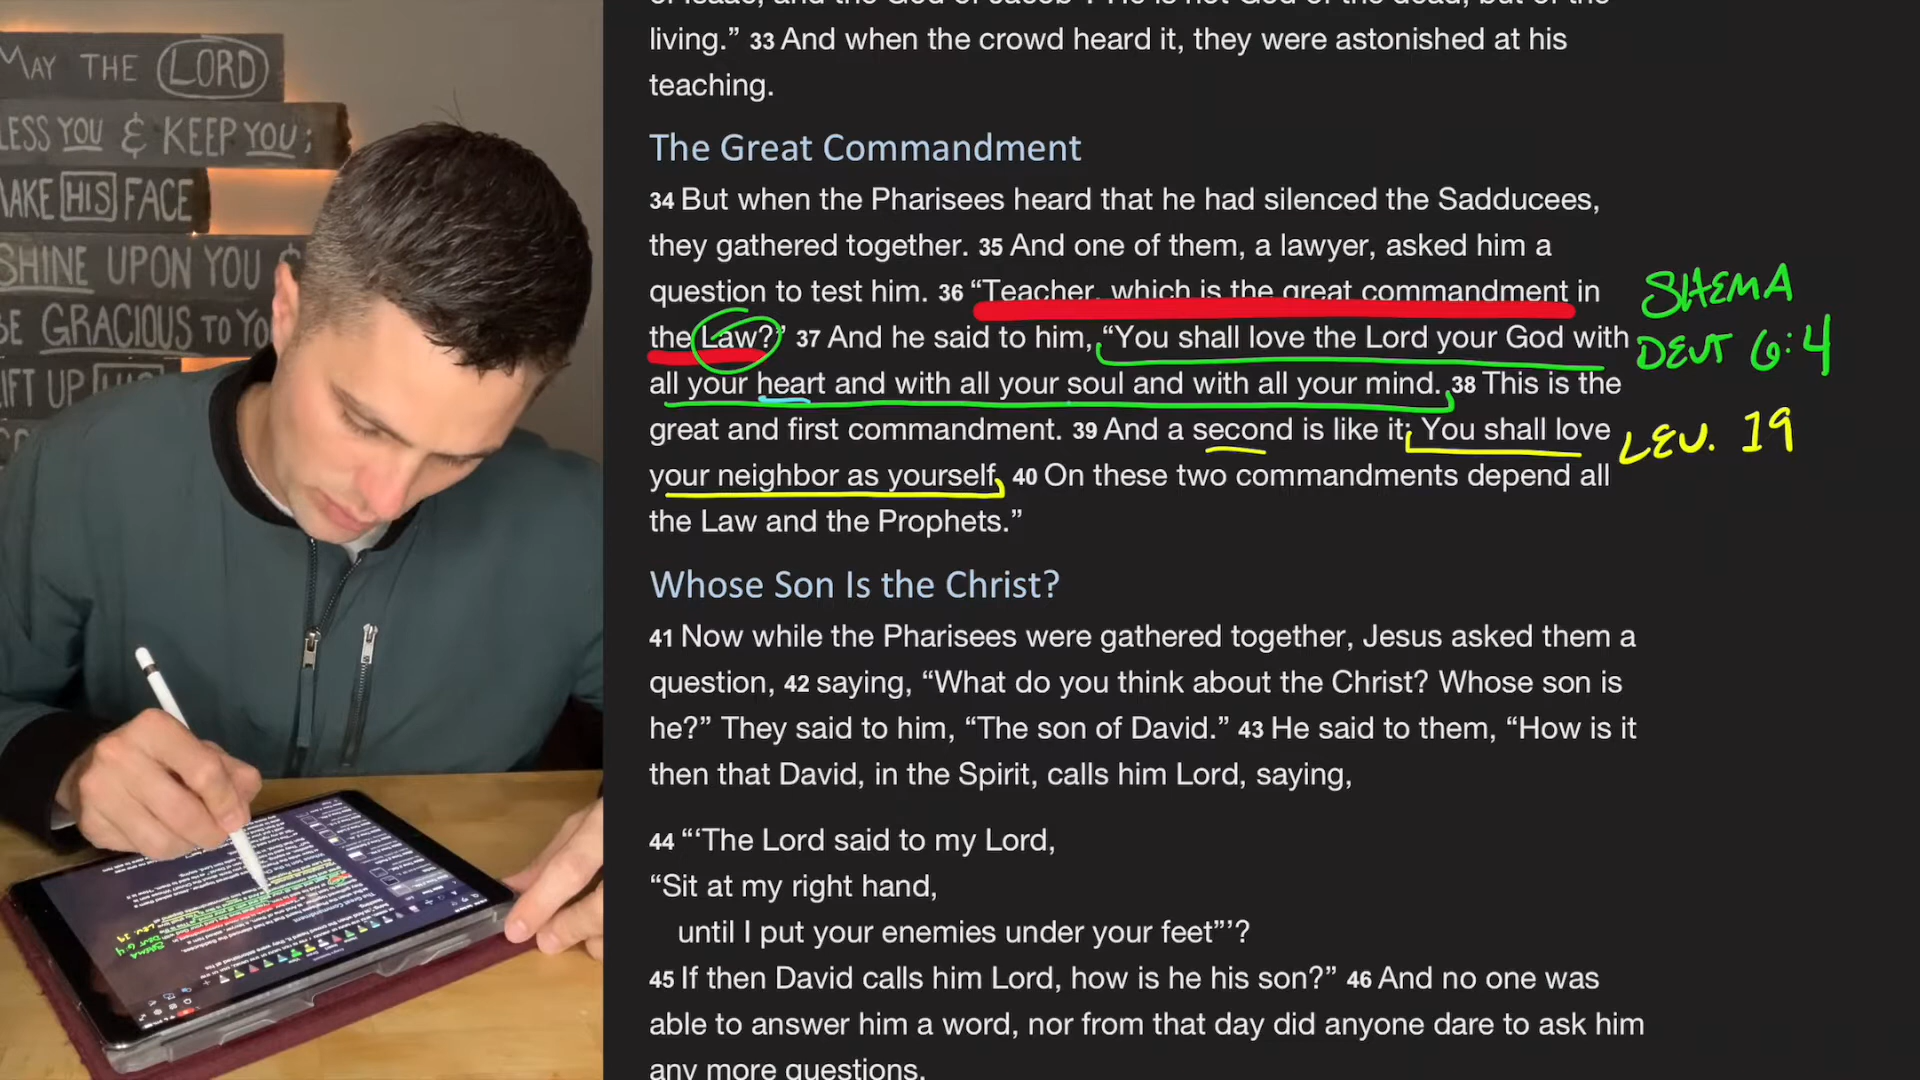 MAY THE LORD
LESS YOU & KEEP YOU;
MAKE HIS FACE
SHINE UPON YOU &
BE GRACIOUS TO YO
IFT UP HIS
living.” 33 And when the crowd heard it, they were astonished at his
teaching.
The Great Commandment
34 But when the Pharisees heard that he had silenced the Sadducees,
they gathered together. 35 And one of them, a lawyer, asked him a
question to test him. 36 “Teacher, which is the great commandment in
the Law?” 37 And he said to him, “You shall love the Lord your God with
all your heart and with all your soul and with all your mind. 38 This is the
great and first commandment. 39 And a second is like it: You shall love
your neighbor as yourself. 40 On these two commandments depend all
the Law and the Prophets.”
SHEMA
DEUT 6:4
LEV. 19
Whose Son Is the Christ?
41 Now while the Pharisees were gathered together, Jesus asked them a
question, 42 saying, “What do you think about the Christ? Whose son is
he?” They said to him, “The son of David.” 43 He said to them, “How is it
then that David, in the Spirit, calls him Lord, saying,
44 “‘The Lord said to my Lord,
“Sit at my right hand,
until I put your enemies under your feet”’?
45 If then David calls him Lord, how is he his son?” 46 And no one was
able to answer him a word, nor from that day did anyone dare to ask him
any more questions.